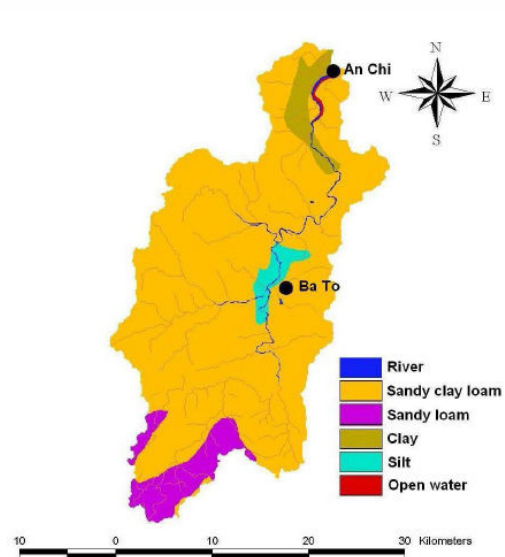 N
An Chi
W E
S
Ba To
River
Sandy clay loam
Sandy loam
Clay
Silt
Open water
10 0 10 20 30 Kilometers